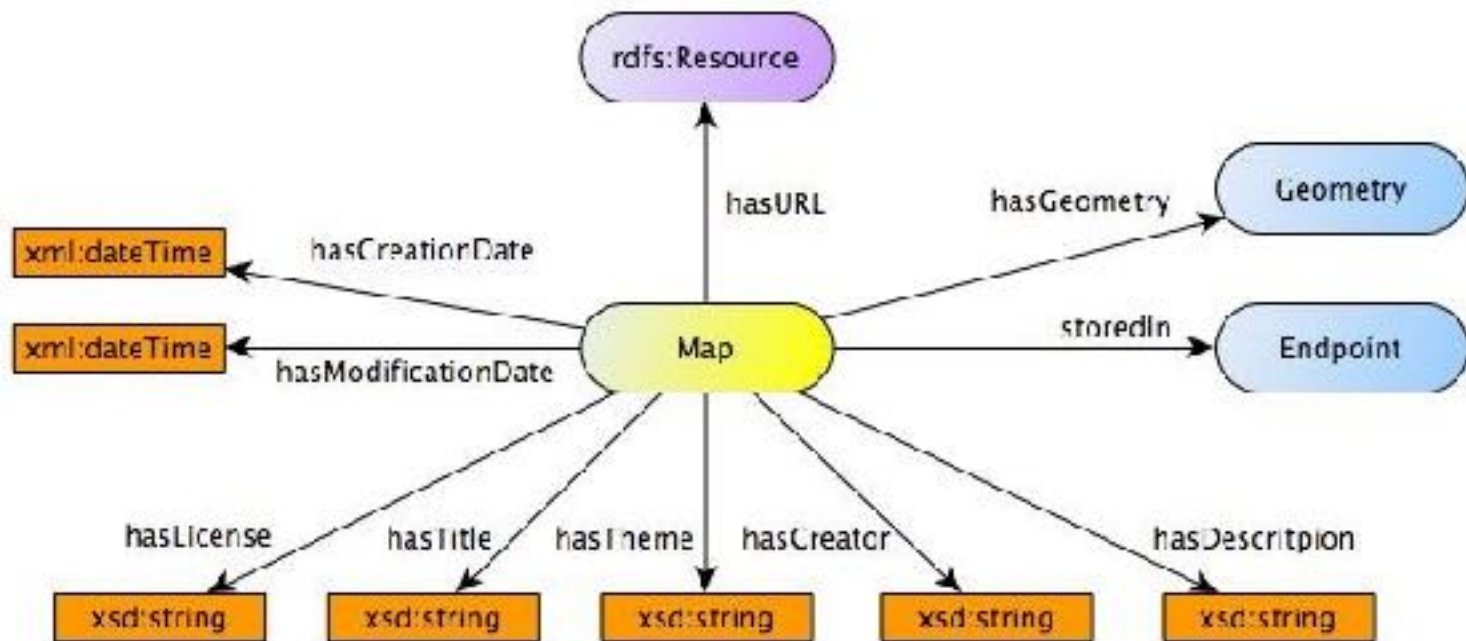 rdfs:Resource
Geometry
hasGeometry
hasURL
hasCreationDate
xml:dateTime
storedIn
Map
Endpoint
xml:dateTime
hasModificationDate
hasLicense
hasTitle
hasTheme
hasCreator
hasDescritpion
xsd:string
xsd:string
xsd:string
xsd:string
xsd:string